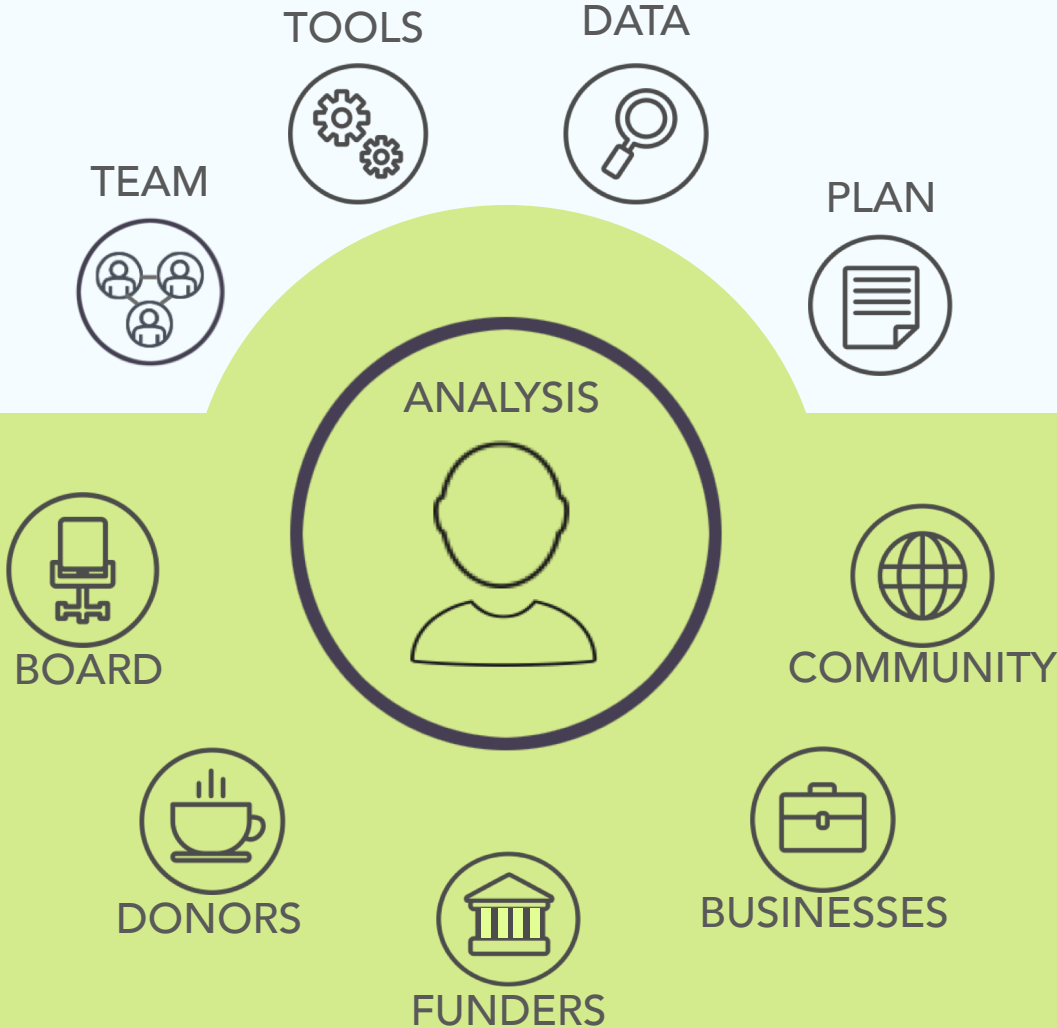 TOOLS
DATA
TEAM
PLAN
ANALYSIS
BOARD
COMMUNITY
DONORS
BUSINESSES
FUNDERS